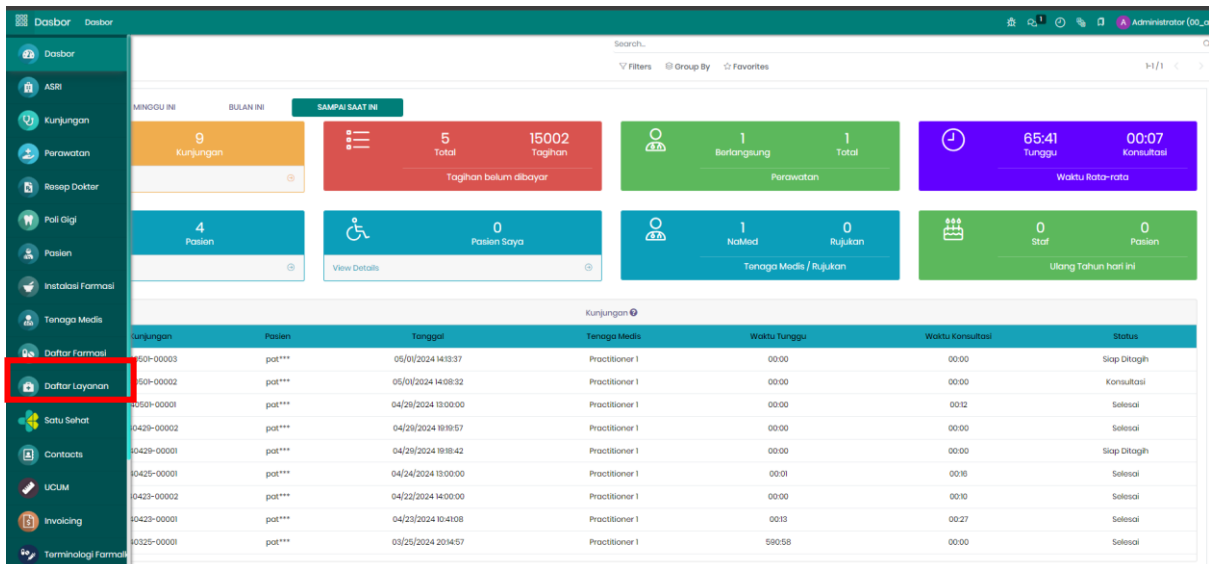 Dasbor Dasbor 1 A Administrator (00_a
Dasbor
ASRI
Kunjungan
Perawatan
Resep Dokter
Poli Gigi
Pasien
Instalasi Farmasi
Tenaga Medis
Daftar Farmasi
Daftar Layanan
Satu Sehat
Contacts
UCUM
Invoicing
Terminologi Farmalk
Search...
Filters Group By Favorites 1-1 / 1
MINGGU INI BULAN INI SAMPAI SAAT INI
9
Kunjungan
5 15002
Total Tagihan
Tagihan belum dibayar
1 1
Berlangsung Total
Perawatan
65:41 00:07
Tunggu Konsultasi
Waktu Rata-rata
4
Pasien
0
Pasien Saya
View Details
1 0
NaMed Rujukan
Tenaga Medis / Rujukan
0 0
Staf Pasien
Ulang Tahun hari ini
Kunjungan
Kunjungan Pasien Tanggal Tenaga Medis Waktu Tunggu Waktu Konsultasi Status
0501-00003 pat*** 05/01/2024 14:13:37 Practitioner 1 00:00 00:00 Siap Ditagih
0501-00002 pat*** 05/01/2024 14:08:32 Practitioner 1 00:00 00:00 Konsultasi
40501-00001 pat*** 04/29/2024 13:00:00 Practitioner 1 00:00 00:12 Selesai
40429-00002 pat*** 04/29/2024 19:19:57 Practitioner 1 00:00 00:00 Selesai
40429-00001 pat*** 04/29/2024 19:18:42 Practitioner 1 00:00 00:00 Siap Ditagih
40425-00001 pat*** 04/24/2024 13:00:00 Practitioner 1 00:01 00:16 Selesai
40423-00002 pat*** 04/22/2024 14:00:00 Practitioner 1 00:00 00:10 Selesai
40423-00001 pat*** 04/23/2024 10:41:08 Practitioner 1 00:13 00:27 Selesai
40325-00001 pat*** 03/25/2024 20:14:57 Practitioner 1 590:58 00:00 Selesai